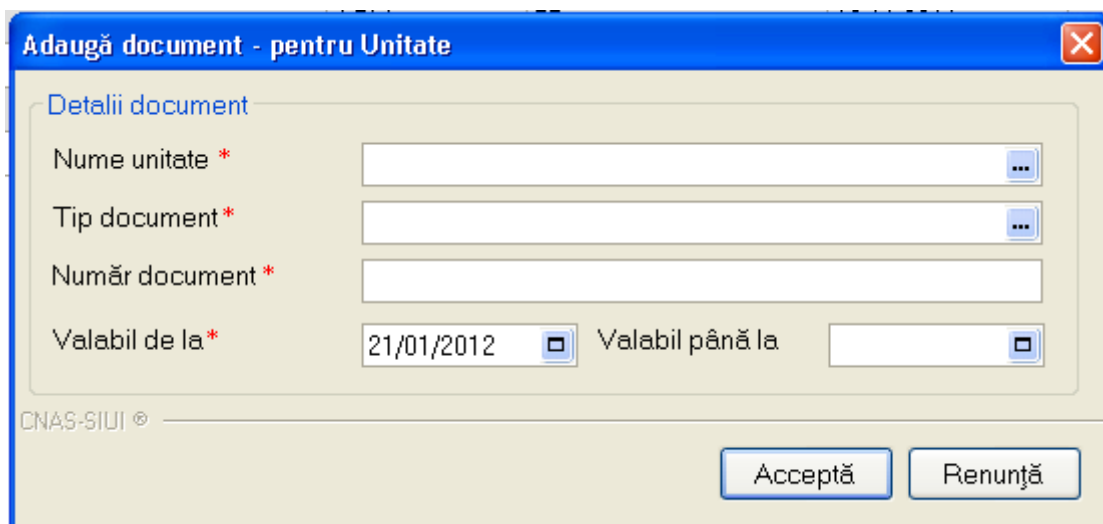 Adaugă document - pentru Unitate
Detalii document
Nume unitate *
...
Tip document *
...
Număr document *
Valabil de la*
21/01/2012
Valabil până la
CNAS-SIUI ®
Acceptă
Renunţă